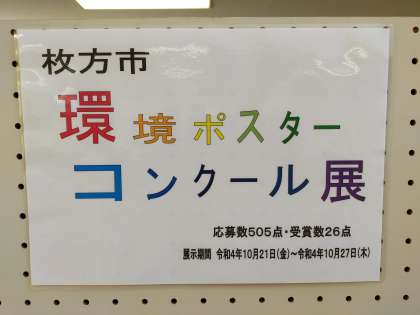 枚方市
環境ポスター
コンクール展
応募数505点・受賞数26点
展示期間 令和4年10月21日(金)～令和4年10月27日(木)